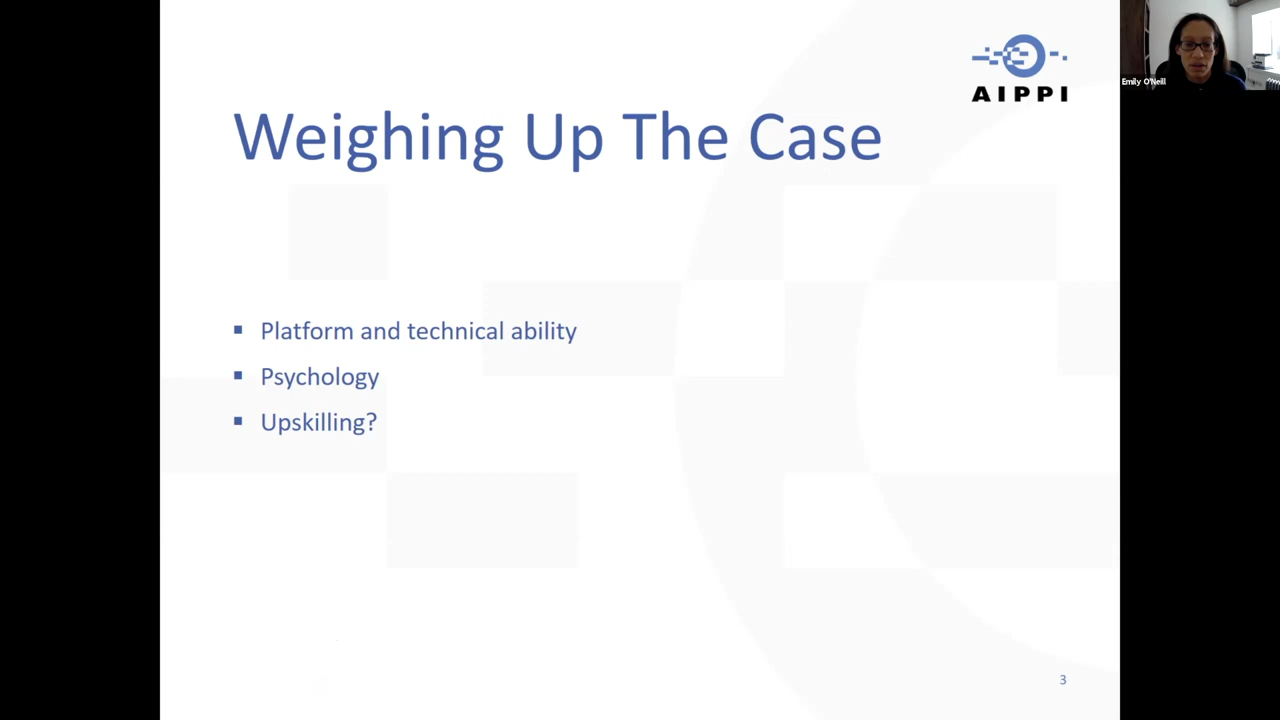 AIPPI
Emily O'Neill
Weighing Up The Case
Platform and technical ability
Psychology
Upskilling?
3